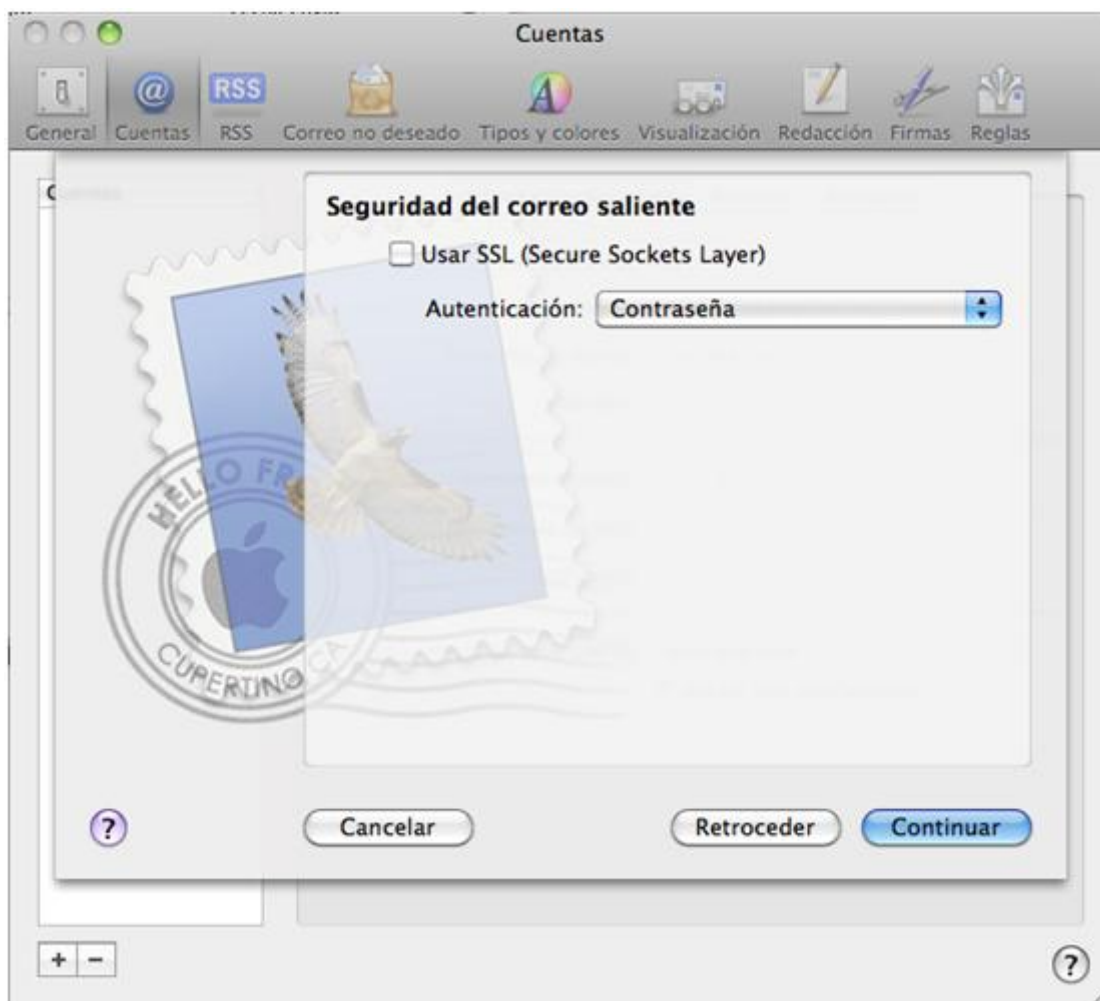 Cuentas
General Cuentas RSS Correo no deseado Tipos y colores Visualización Redacción Firmas Reglas
RSS
Seguridad del correo saliente
Usar SSL (Secure Sockets Layer)
Autenticación: Contraseña
HELLO FR
CUPERTINO CA
? Cancelar Retroceder Continuar
+ − ?